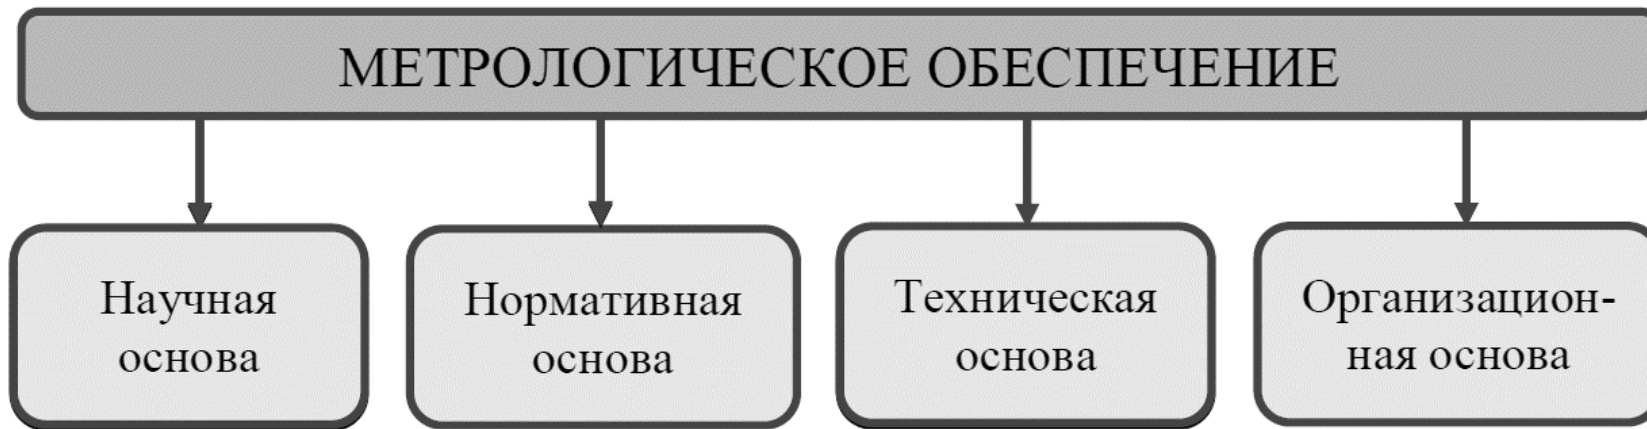 МЕТРОЛОГИЧЕСКОЕ ОБЕСПЕЧЕНИЕ
Научная
основа
Нормативная
основа
Техническая
основа
Организацион-
ная основа